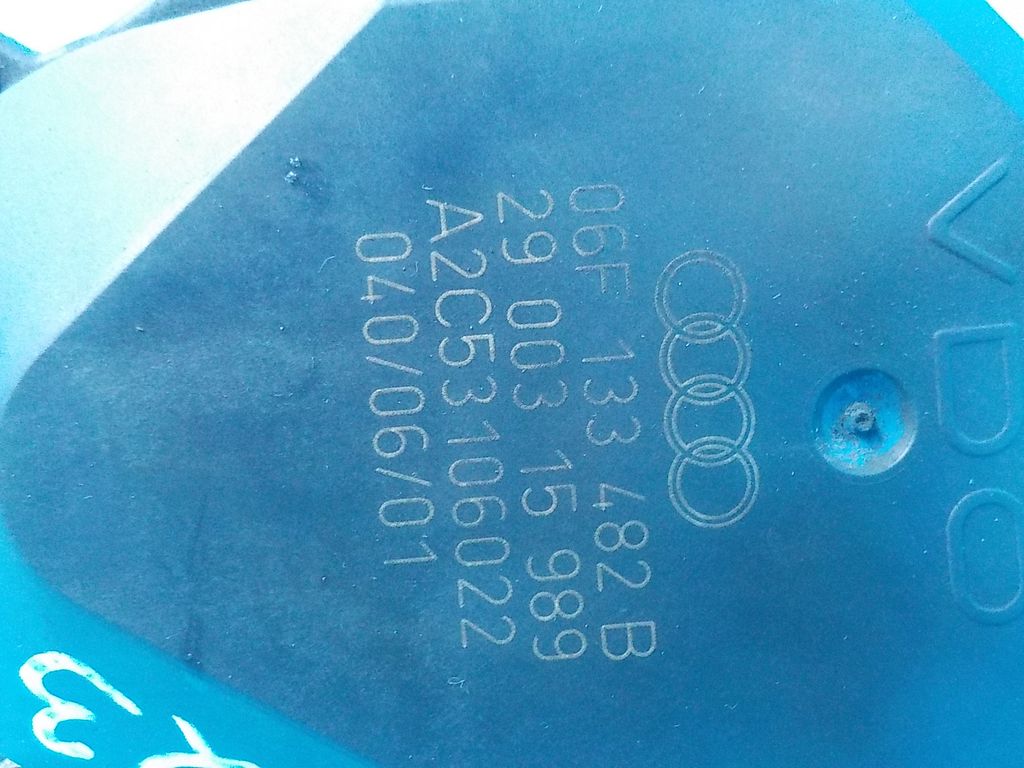 VDO
06F 133 482 B
29 003 15 989
A2C53106022
040/06/01